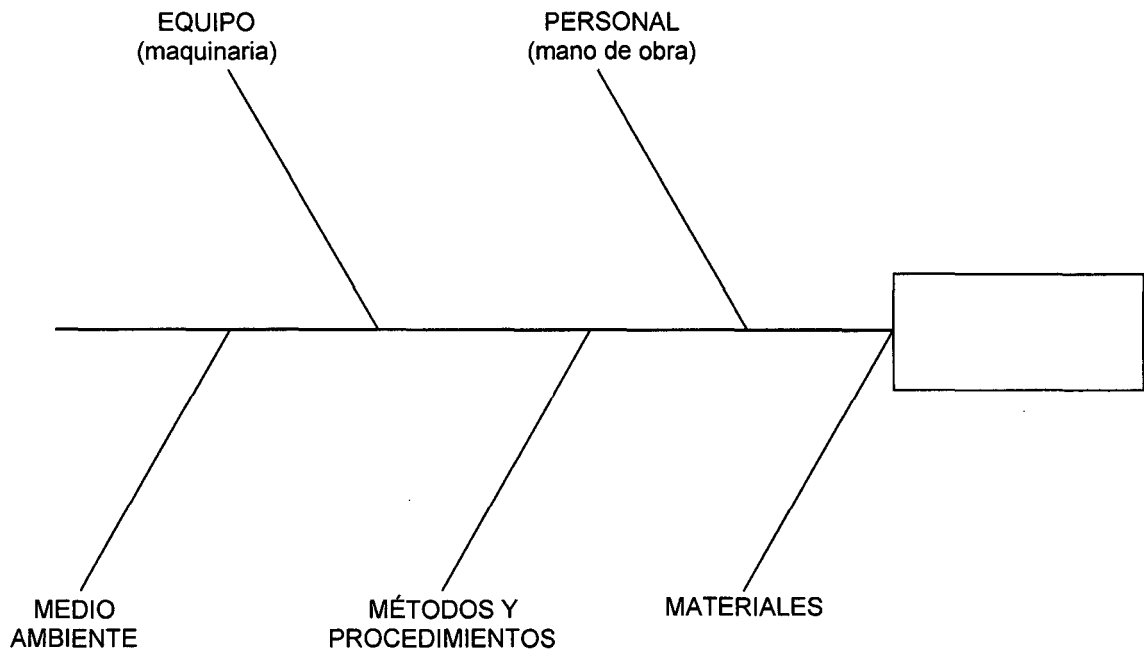 EQUIPO
(maquinaria)
PERSONAL
(mano de obra)
MEDIO
AMBIENTE
MÉTODOS Y
PROCEDIMIENTOS
MATERIALES